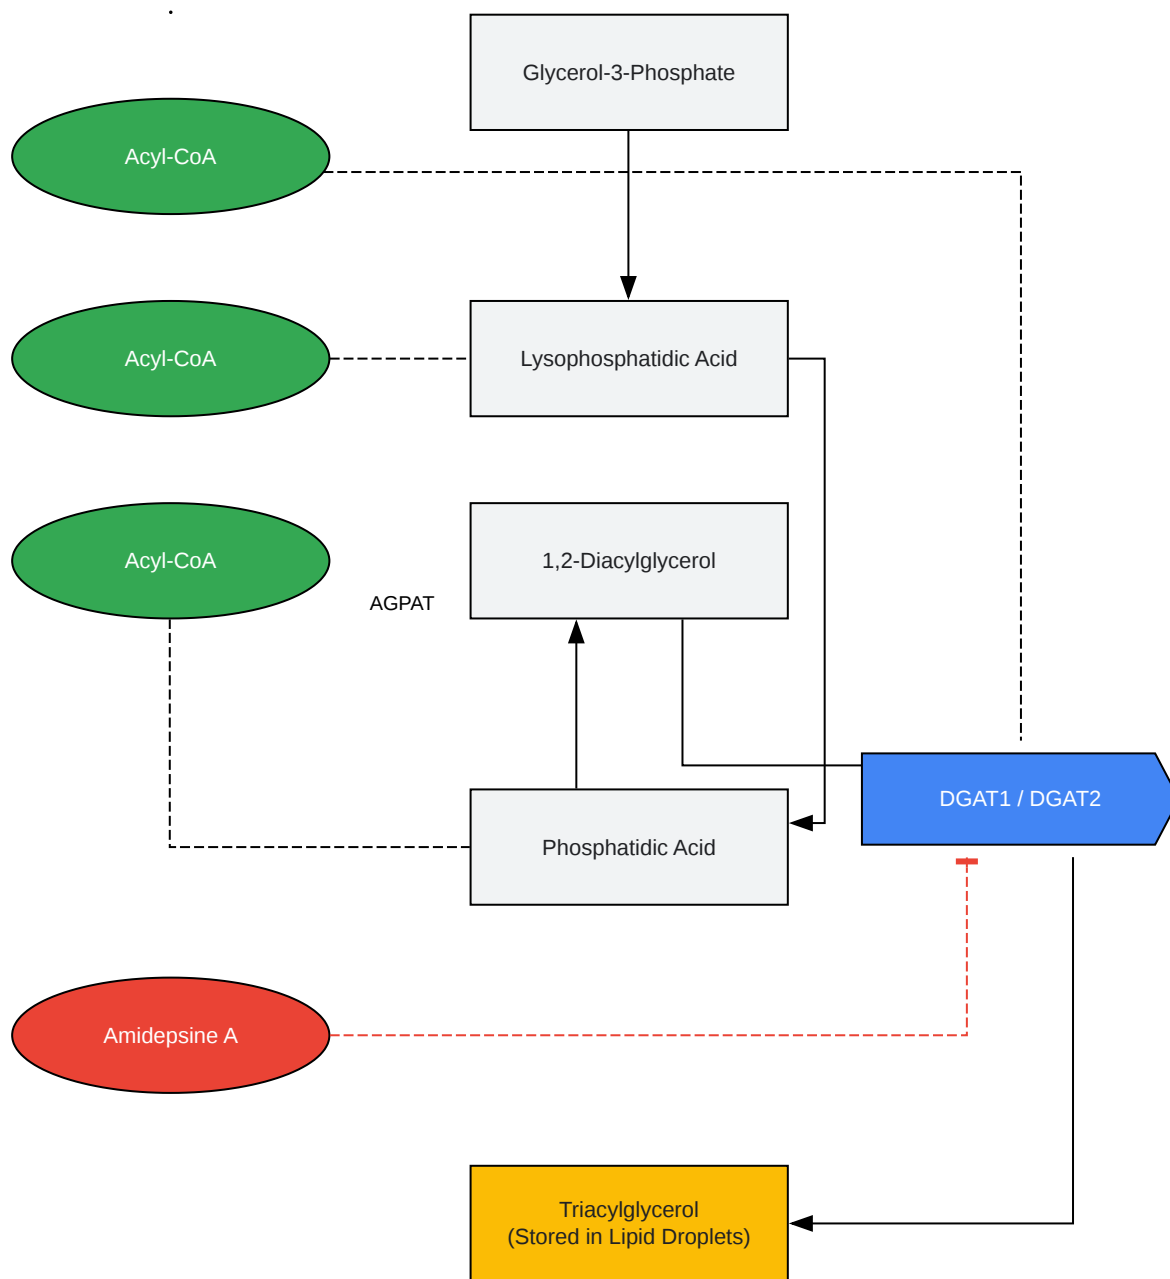 Glycerol-3-Phosphate
Acyl-CoA
Acyl-CoA
Lysophosphatidic Acid
Acyl-CoA
1,2-Diacylglycerol
AGPAT
DGAT1 / DGAT2
Phosphatidic Acid
Amidepsine A
Triacylglycerol
(Stored in Lipid Droplets)